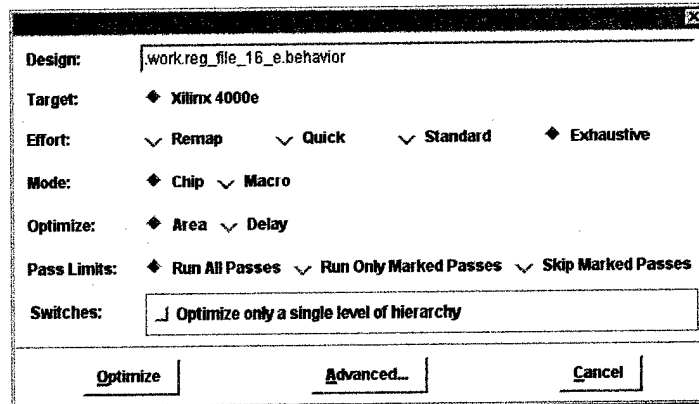 Design: .work.reg_file_16_e.behavior
Target: Xilinx 4000e
Effort: Remap Quick Standard Exhaustive
Mode: Chip Macro
Optimize: Area Delay
Pass Limits: Run All Passes Run Only Marked Passes Skip Marked Passes
Switches: Optimize only a single level of hierarchy
Optimize Advanced... Cancel